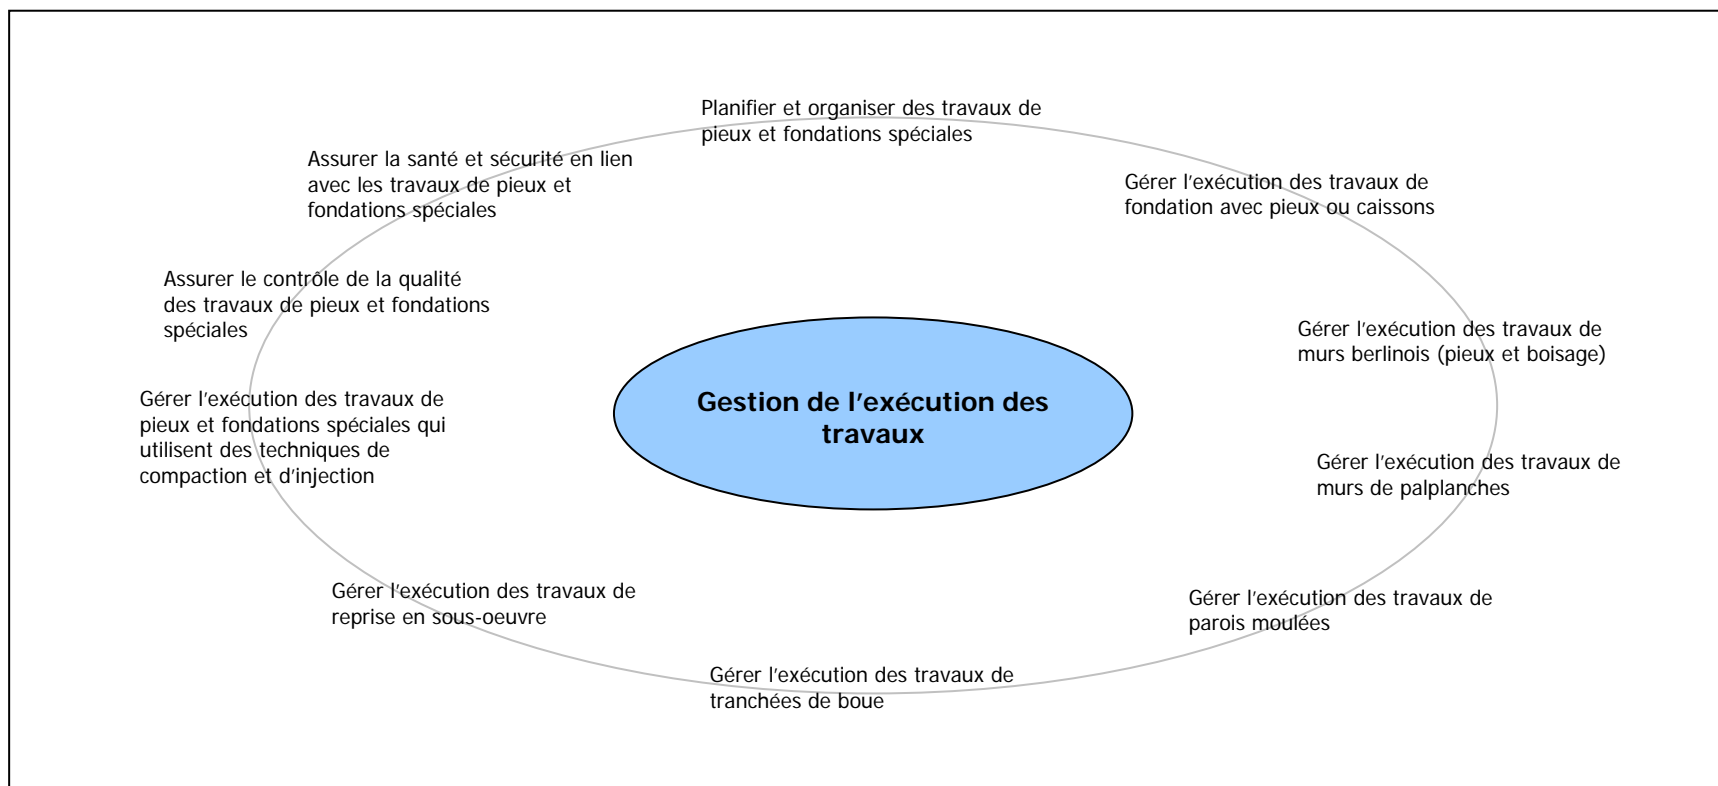 Planifier et organiser des travaux de
pieux et fondations spéciales
Assurer la santé et sécurité en lien
avec les travaux de pieux et
fondations spéciales
Gérer l'exécution des travaux de
fondation avec pieux ou caissons
Assurer le contrôle de la qualité
des travaux de pieux et fondations
spéciales
Gérer l'exécution des travaux de
murs berlinois (pieux et boisage)
Gestion de l'exécution des
travaux
Gérer l'exécution des travaux de
pieux et fondations spéciales qui
utilisent des techniques de
compaction et d'injection
Gérer l'exécution des travaux de
murs de palplanches
Gérer l'exécution des travaux de
reprise en sous-oeuvre
Gérer l'exécution des travaux de
parois moulées
Gérer l'exécution des travaux de
tranchées de boue